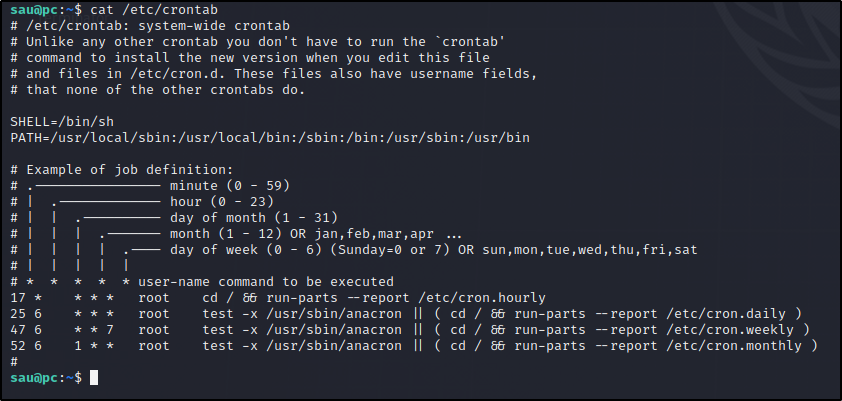 sau@pc:~$ cat /etc/crontab
# /etc/crontab: system-wide crontab
# Unlike any other crontab you don't have to run the `crontab'
# command to install the new version when you edit this file
# and files in /etc/cron.d. These files also have username fields,
# that none of the other crontabs do.

SHELL=/bin/sh
PATH=/usr/local/sbin:/usr/local/bin:/sbin:/bin:/usr/sbin:/usr/bin

# Example of job definition:
# .---------------- minute (0 - 59)
# |  .------------- hour (0 - 23)
# |  |  .---------- day of month (1 - 31)
# |  |  |  .------- month (1 - 12) OR jan,feb,mar,apr ...
# |  |  |  |  .---- day of week (0 - 6) (Sunday=0 or 7) OR sun,mon,tue,wed,thu,fri,sat
# |  |  |  |  |
# *  *  *  *  * user-name command to be executed
17 *    * * *   root    cd / && run-parts --report /etc/cron.hourly
25 6    * * *   root    test -x /usr/sbin/anacron || ( cd / && run-parts --report /etc/cron.daily )
47 6    * * 7   root    test -x /usr/sbin/anacron || ( cd / && run-parts --report /etc/cron.weekly )
52 6    1 * *   root    test -x /usr/sbin/anacron || ( cd / && run-parts --report /etc/cron.monthly )
#
sau@pc:~$